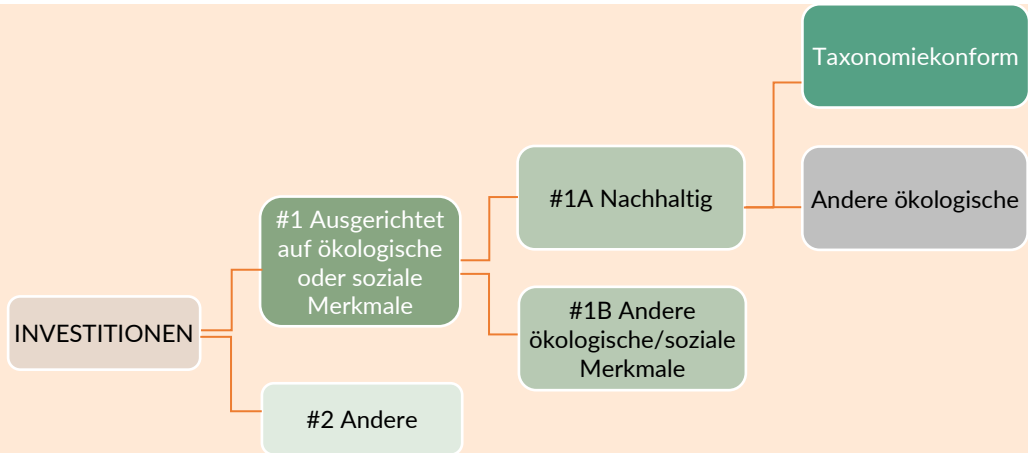 Taxonomiekonform
Andere ökologische
#1A Nachhaltig
#1 Ausgerichtet
auf ökologische
oder soziale
Merkmale
#1B Andere
ökologische/soziale
Merkmale
INVESTITIONEN
#2 Andere